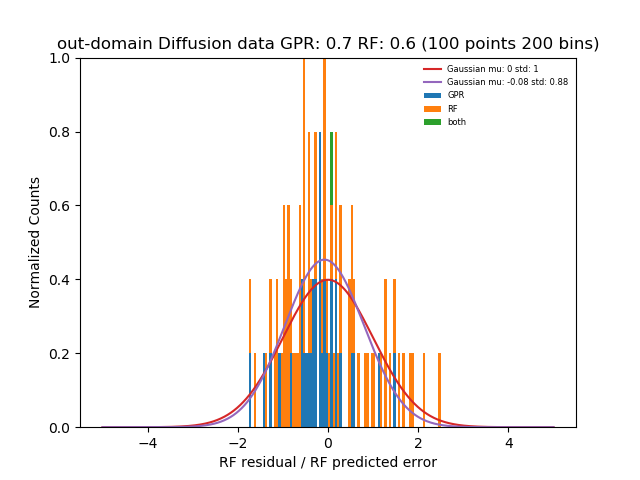 out-domain Diffusion data GPR: 0.7 RF: 0.6 (100 points 200 bins)
Gaussian mu: 0 std: 1
Gaussian mu: -0.08 std: 0.88
GPR
RF
both
Normalized Counts
1.0
0.8
0.6
0.4
0.2
0.0
−4 −2 0 2 4
RF residual / RF predicted error